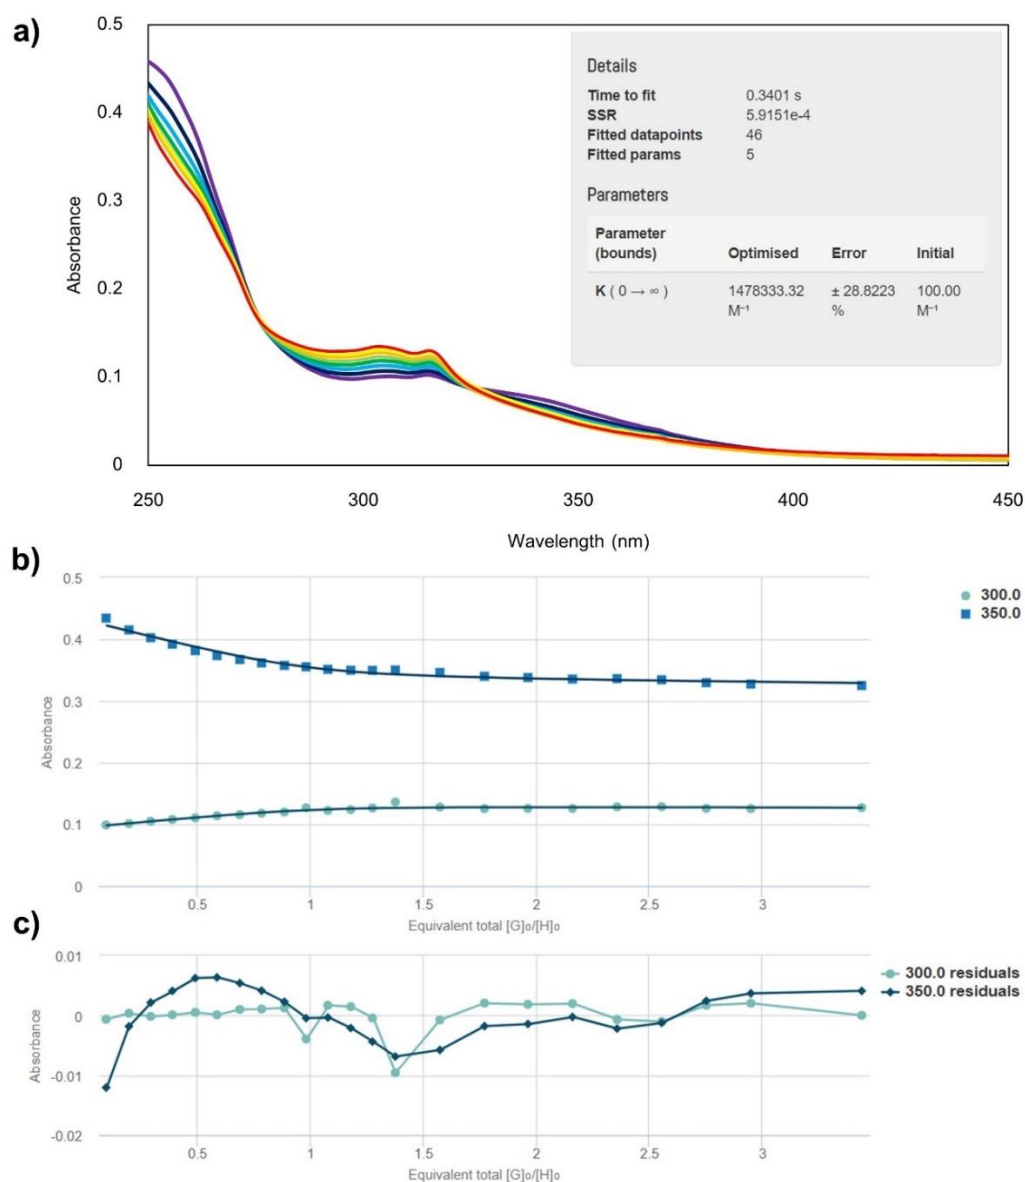 a)
0.5
0.4
0.3
0.2
0.1
0
Absorbance
250
300
350
400
450
Wavelength (nm)
Details
Time to fit 0.3401 s
SSR 5.9151e-4
Fitted datapoints 46
Fitted params 5
Parameters
Parameter (bounds) Optimised Error Initial
K ( 0 → ∞ ) 1478333.32 M⁻¹ ± 28.8223 % 100.00 M⁻¹
b)
0.5
0.4
0.3
0.2
0.1
0
Absorbance
0.5
1
1.5
2
2.5
3
Equivalent total [G]₀/[H]₀
300.0
350.0
c)
0.01
0
-0.01
-0.02
Absorbance
0.5
1
1.5
2
2.5
3
Equivalent total [G]₀/[H]₀
300.0 residuals
350.0 residuals